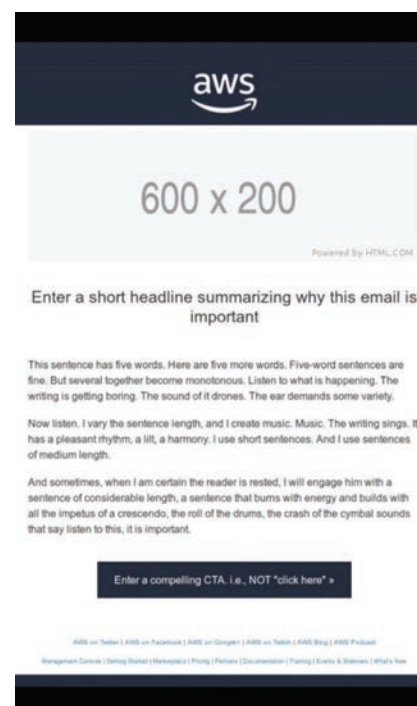 aws
600 x 200
Powered by HTML.COM
Enter a short headline summarizing why this email is
important
This sentence has five words. Here are five more words. Five-word sentences are
fine. But several together become monotonous. Listen to what is happening. The
writing is getting boring. The sound of it drones. The ear demands some variety.
Now listen. I vary the sentence length, and I create music. Music. The writing sings. It
has a pleasant rhythm, a lilt, a harmony. I use short sentences. And I use sentences
of medium length.
And sometimes, when I am certain the reader is rested, I will engage him with a
sentence of considerable length, a sentence that burns with energy and builds with
all the impetus of a crescendo, the roll of the drums, the crash of the cymbal sounds
that say listen to this, it is important.
Enter a compelling CTA. i.e., NOT "click here" »
AWS on Twitter | AWS on Facebook | AWS on Google+ | AWS on Twitch | AWS Blog | AWS Podcast
Management Console | Getting Started | Marketplace | Pricing | Partners | Documentation | Training | Events & Webinars | What's New